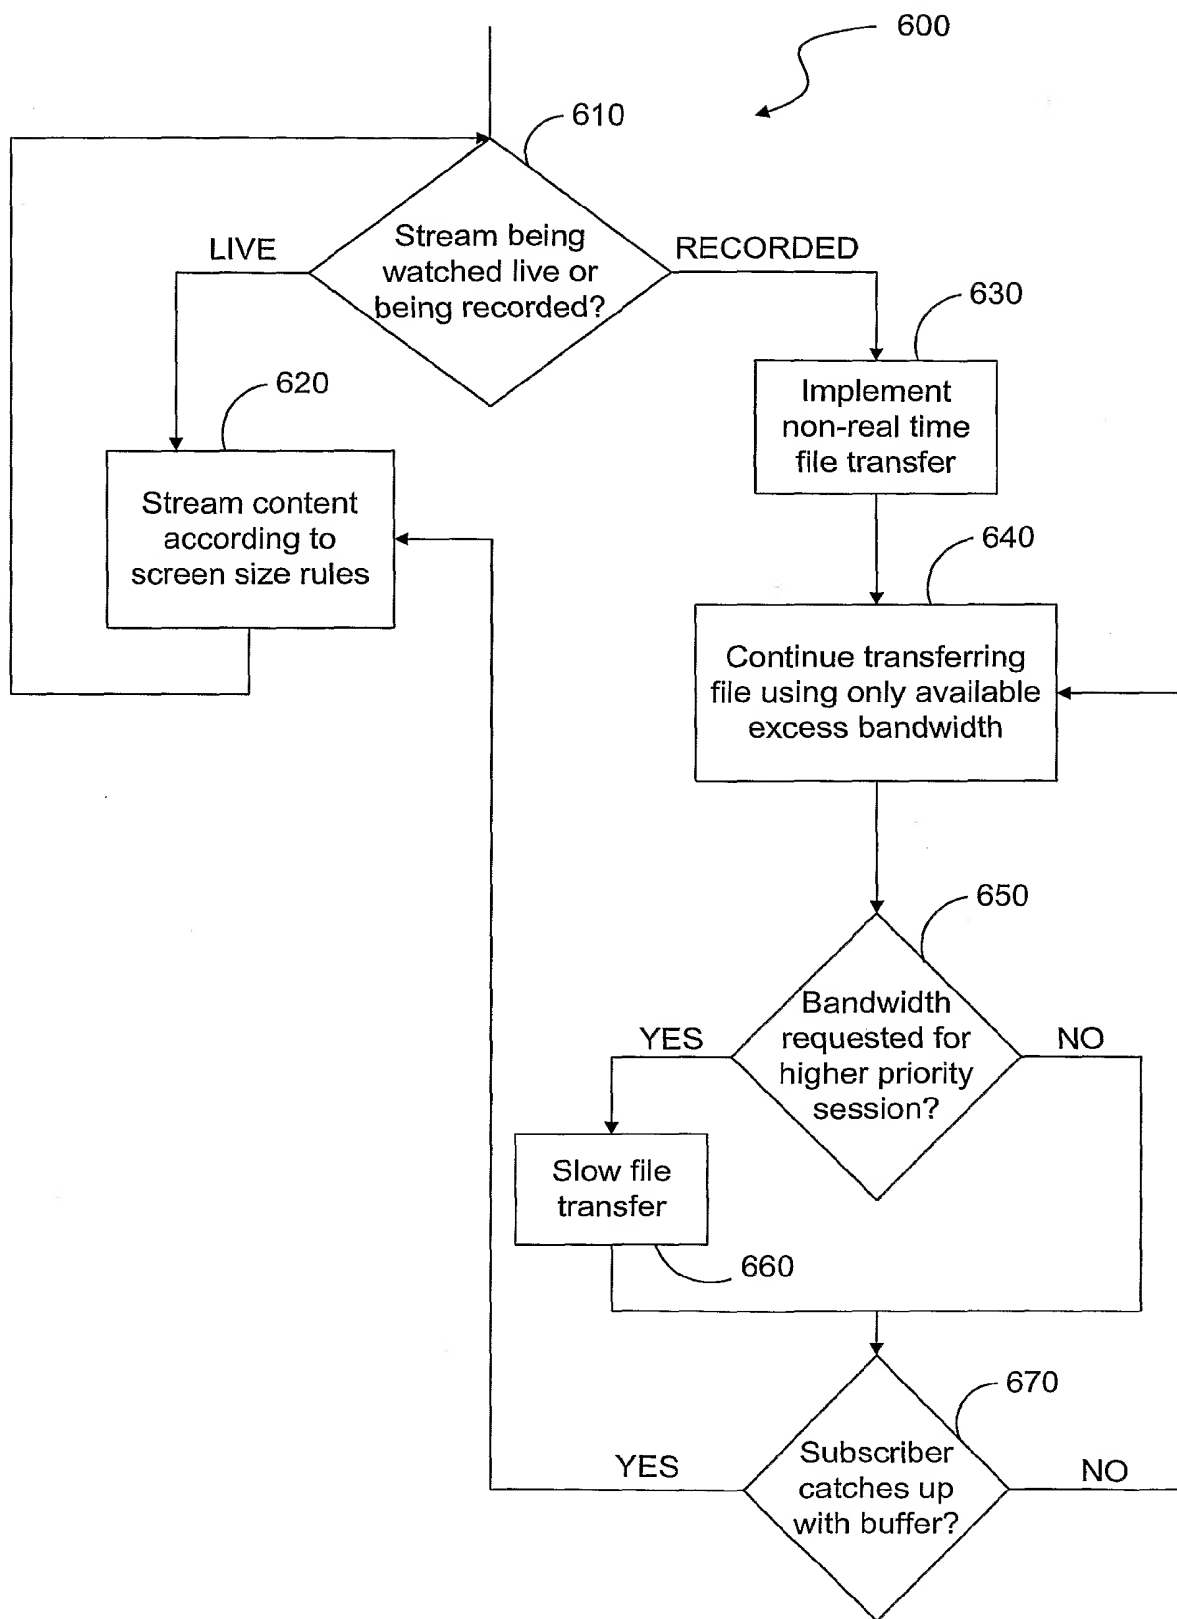 600
610
Stream being
watched live or
being recorded?
LIVE
RECORDED
630
620
Implement
non-real time
file transfer
Stream content
according to
screen size rules
640
Continue transferring
file using only available
excess bandwidth
650
Bandwidth
requested for
higher priority
session?
YES
NO
Slow file
transfer
660
670
Subscriber
catches up
with buffer?
YES
NO